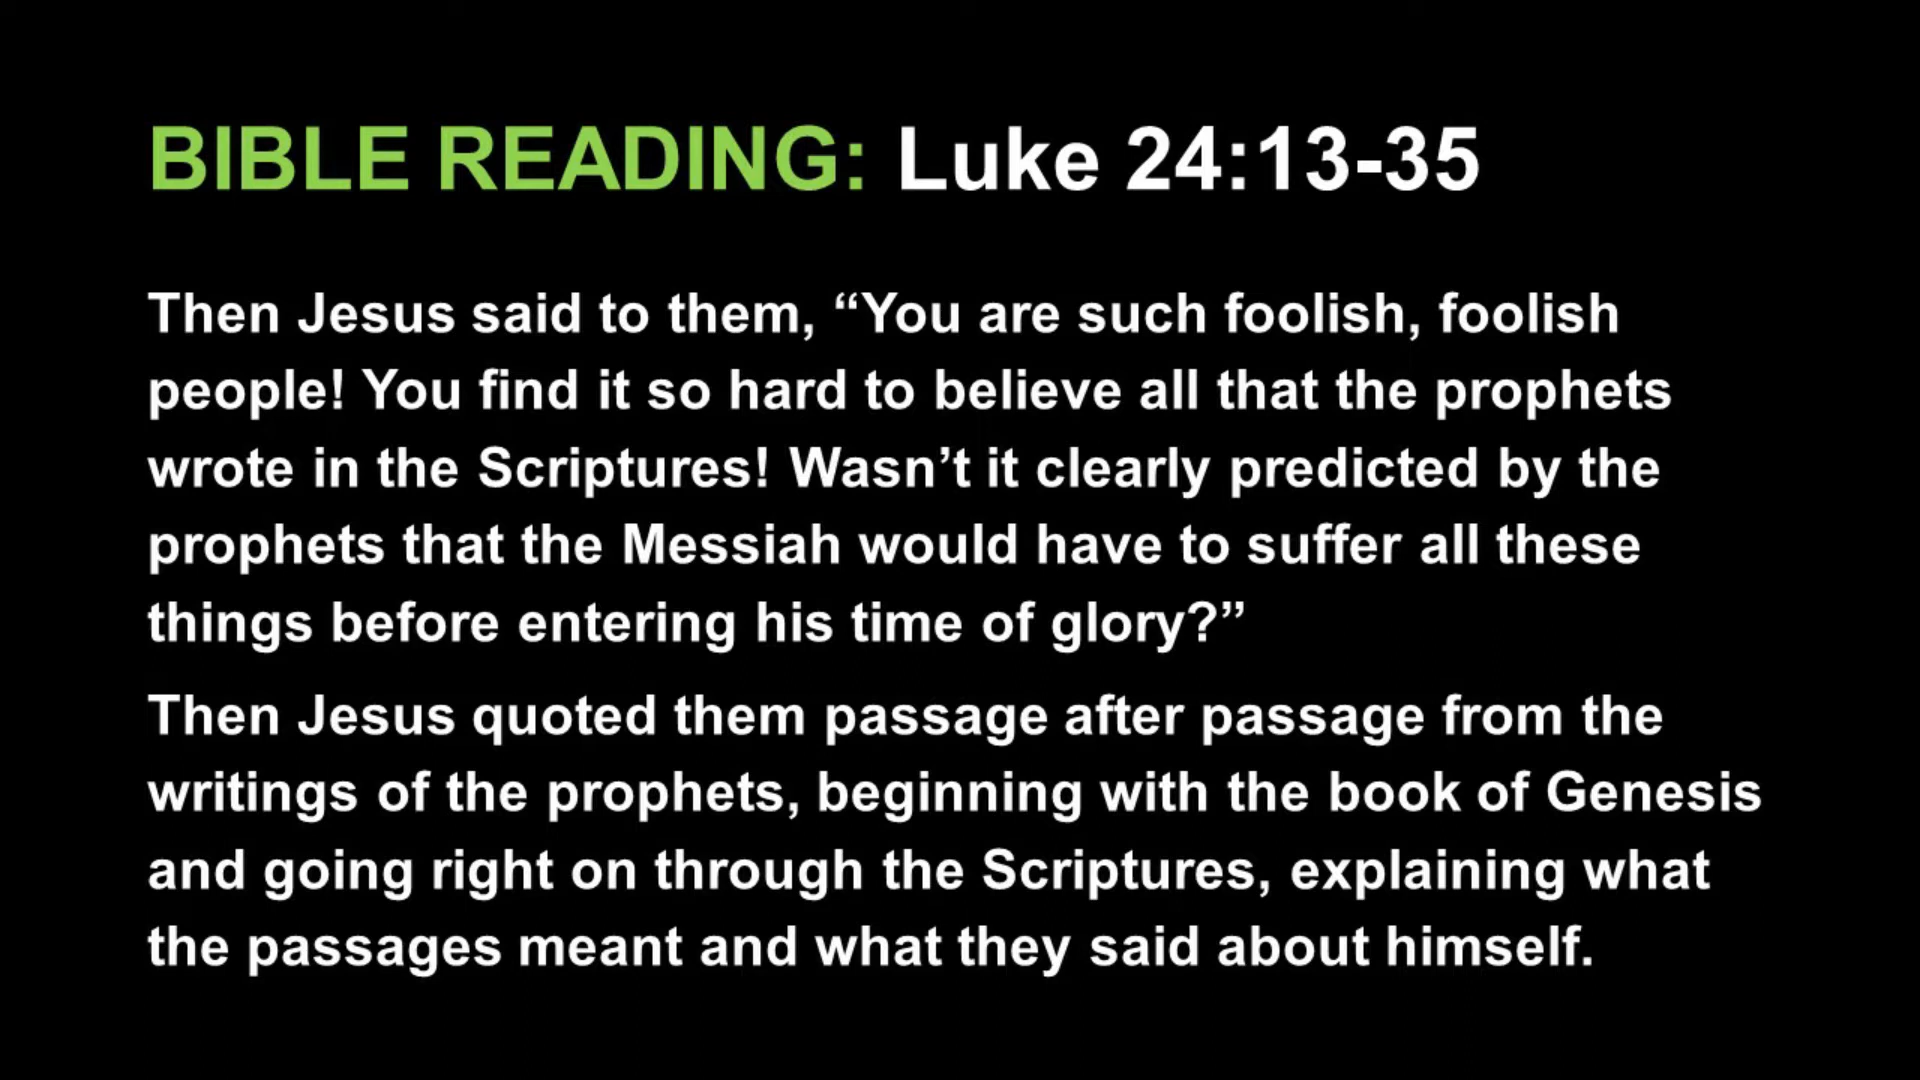 BIBLE READING: Luke 24:13-35
Then Jesus said to them, “You are such foolish, foolish
people! You find it so hard to believe all that the prophets
wrote in the Scriptures! Wasn’t it clearly predicted by the
prophets that the Messiah would have to suffer all these
things before entering his time of glory?”
Then Jesus quoted them passage after passage from the
writings of the prophets, beginning with the book of Genesis
and going right on through the Scriptures, explaining what
the passages meant and what they said about himself.